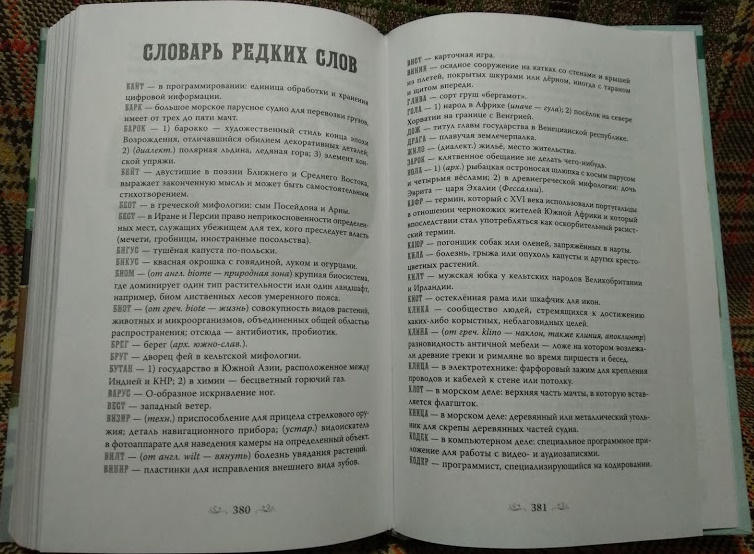 СЛОВАРЬ РЕДКИХ СЛОВ
БАЙТ — в программировании: единица обработки и хранения
цифровой информации.
БАРК — большое морское парусное судно для перевозки грузов,
имеет от трех до пяти мачт.
БАРОК — 1) барокко — художественный стиль конца эпохи
Возрождения, отличавшийся обилием декоративных деталей;
2) (диалект.) полярная льдина, ледяная гора; 3) элемент кон-
ской упряжи.
БЕЙТ — двустишие в поэзии Ближнего и Среднего Востока,
выражает законченную мысль и может быть самостоятельным
стихотворением.
БЕОТ — в греческой мифологии: сын Посейдона и Арны.
БЕСТ — в Иране и Персии право неприкосновенности определен-
ных мест, служащих убежищем для тех, кого преследует власть
(мечети, гробницы, иностранные посольства).
БИГУС — тушёная капуста по-польски.
БИКУС — квасная окрошка с говядиной, луком и огурцами.
БИОМ — (от англ. biome — природная зона) крупная биосистема,
где доминирует один тип растительности или один ландшафт,
например, биом лиственных лесов умеренного пояса.
БИОТ — (от греч. biote — жизнь) совокупность видов растений,
животных и микроорганизмов, объединенных общей областью
распространения; отсюда — антибиотик, пробиотик.
БРЕГ — берег (арх. южно-слав.).
БРУГ — дворец фей в кельтской мифологии.
БУТАН — 1) государство в Южной Азии, расположенное между
Индией и КНР; 2) в химии — бесцветный горючий газ.
ВАРУС — О-образное искривление ног.
ВЕСТ — западный ветер.
ВИЗИР — (техн.) приспособление для прицела стрелкового ору-
жия; деталь навигационного прибора; (устар.) видоискатель
в фотоаппарате для наведения камеры на определенный объект.
ВИЛТ — (от англ. wilt — вянуть) болезнь увядания растений.
ВИНИР — пластинки для исправления внешнего вида зубов.
380
ВИСТ — карточная игра.
ВИНИЯ — осадное сооружение на катках со стенами и крышей
из плетей, покрытых шкурами или дёрном, иногда с тараном
и щитом впереди.
ГЛИВА — сорт груш «бергамот».
ГОЛА — 1) народ в Африке (иначе — гула); 2) посёлок на севере
Хорватии на границе с Венгрией.
ДОЖ — титул главы государства в Венецианской республике.
ДРАГА — плавучая землечерпалка.
ЖИЛО — (диалект.) жильё, место жительства.
ЗАРОК — клятвенное обещание не делать чего-нибудь.
ИОЛА — 1) (арх.) рыбацкая остроносая шлюпка с косым парусом
и четырьмя вёслами; 2) в древнегреческой мифологии: дочь
Эврита — царя Эхалии (Фессалы).
КАФР — термин, который с XVI века использовали португальцы
в отношении чернокожих жителей Южной Африки и который
впоследствии стал употребляться как оскорбительный расист-
ский термин.
КАЮР — погонщик собак или оленей, запряжённых в нарты.
КИЛА — болезнь, грыжа или опухоль капусты и других кресто-
цветных растений.
КИЛТ — мужская юбка у кельтских народов Великобритании
и Ирландии.
КИОТ — остеклённая рама или шкафчик для икон.
КЛИКА — сообщество людей, стремящихся к достижению
каких-либо корыстных, неблаговидных целей.
КЛИНА — (от греч. klino — наклон, также клиния, апоклинтр)
разновидность античной мебели — ложе на котором возлежа-
ли древние греки и римляне во время пиршеств и бесед.
КЛИЦА — в электротехнике: фарфоровый зажим для крепления
проводов и кабелей к стене или потолку.
КЛОТ — в морском деле: верхняя часть мачты, в которую встав-
ляется флагшток.
КНИЦА — в морском деле: деревянный или металлический уголь-
ник для скрепы деревянных частей судна.
КОДЕК — в компьютерном деле: специальное программное при-
ложение для работы с видео- и аудиозаписями.
КОДЕР — программист, специализирующийся на кодировании.
381